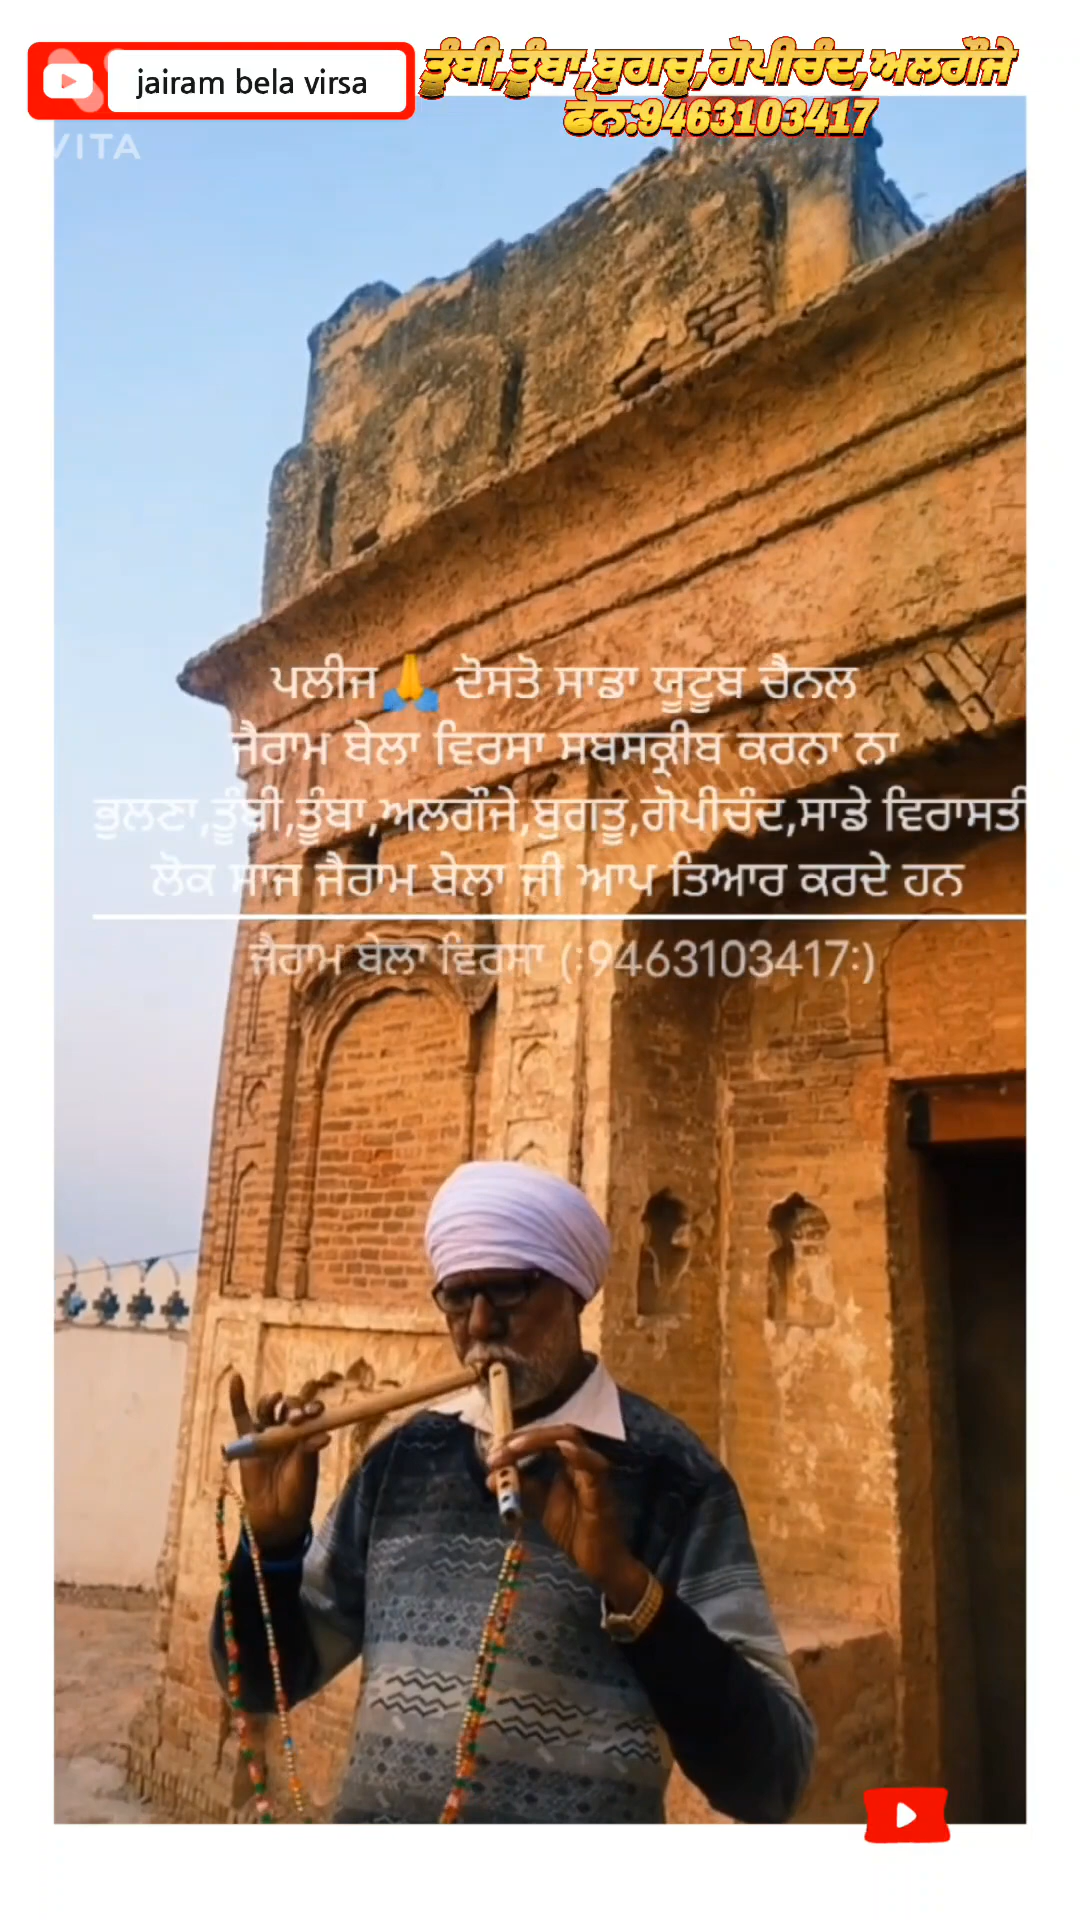 jairam bela virsa
ਤੂੰਬੀ,ਤੂੰਬਾ,ਬੁਗਚੂ,ਗੋਪੀਚੰਦ,ਅਲਗੌਜੇ
ਫੋਨ:9463103417
VITA
ਪਲੀਜ🙏 ਦੋਸਤੋ ਸਾਡਾ ਯੂਟੂਬ ਚੈਨਲ
ਜੈਰਾਮ ਬੇਲਾ ਵਿਰਸਾ ਸਬਸਕ੍ਰੀਬ ਕਰਨਾ ਨਾ
ਭੁਲਣਾ,ਤੂੰਬੀ,ਤੂੰਬਾ,ਅਲਗੌਜੇ,ਬੁਗਤੂ,ਗੋਪੀਚੰਦ,ਸਾਡੇ ਵਿਰਾਸਤੀ
ਲੋਕ ਸਾਜ ਜੈਰਾਮ ਬੇਲਾ ਜੀ ਆਪ ਤਿਆਰ ਕਰਦੇ ਹਨ
ਜੈਰਾਮ ਬੇਲਾ ਵਿਰਸਾ (:9463103417:)